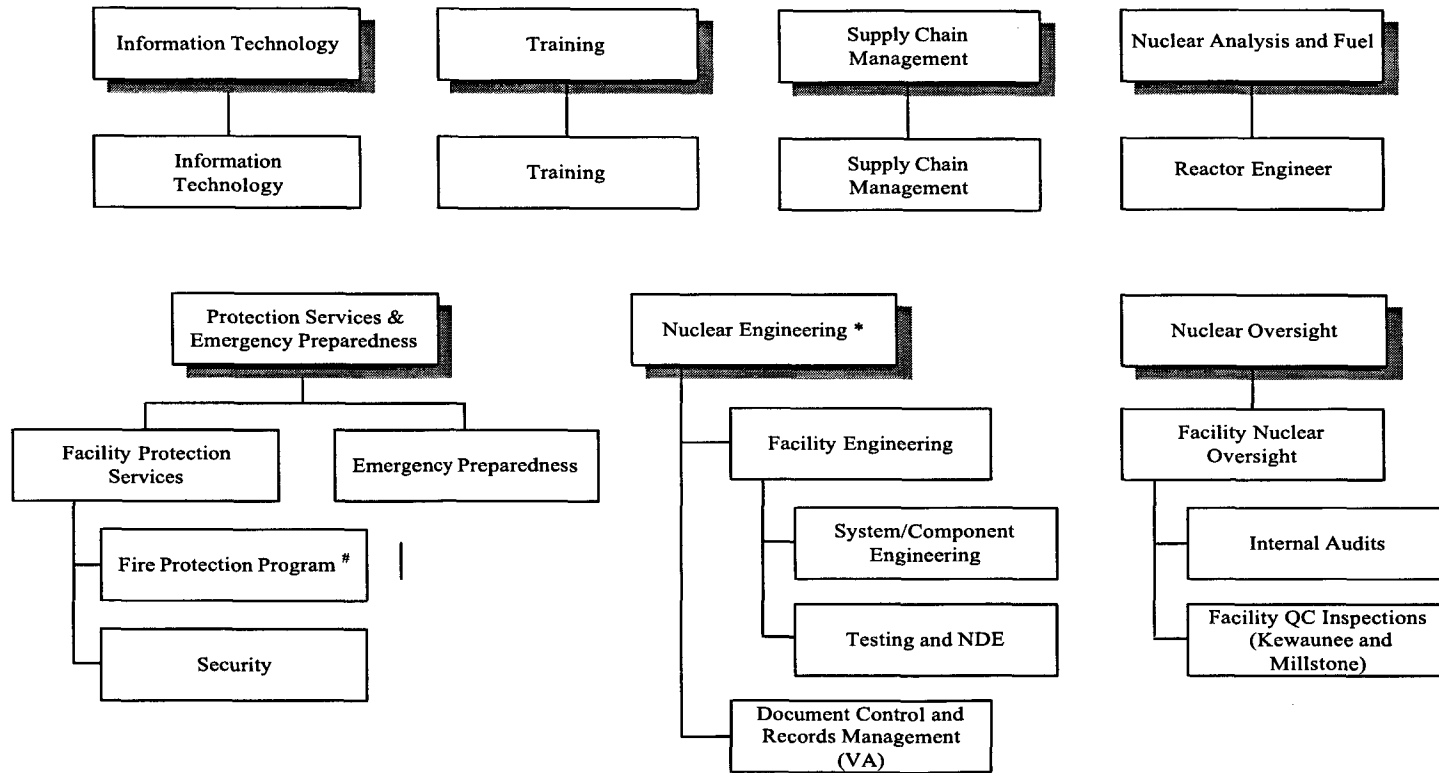 Information Technology
Training
Supply Chain
Management
Nuclear Analysis and Fuel
Information
Technology
Training
Supply Chain
Management
Reactor Engineer
Protection Services &
Emergency Preparedness
Nuclear Engineering *
Nuclear Oversight
Facility Protection
Services
Emergency Preparedness
Facility Engineering
Facility Nuclear
Oversight
Fire Protection Program #
System/Component
Engineering
Internal Audits
Security
Testing and NDE
Facility QC Inspections
(Kewaunee and
Millstone)
Document Control and
Records Management
(VA)